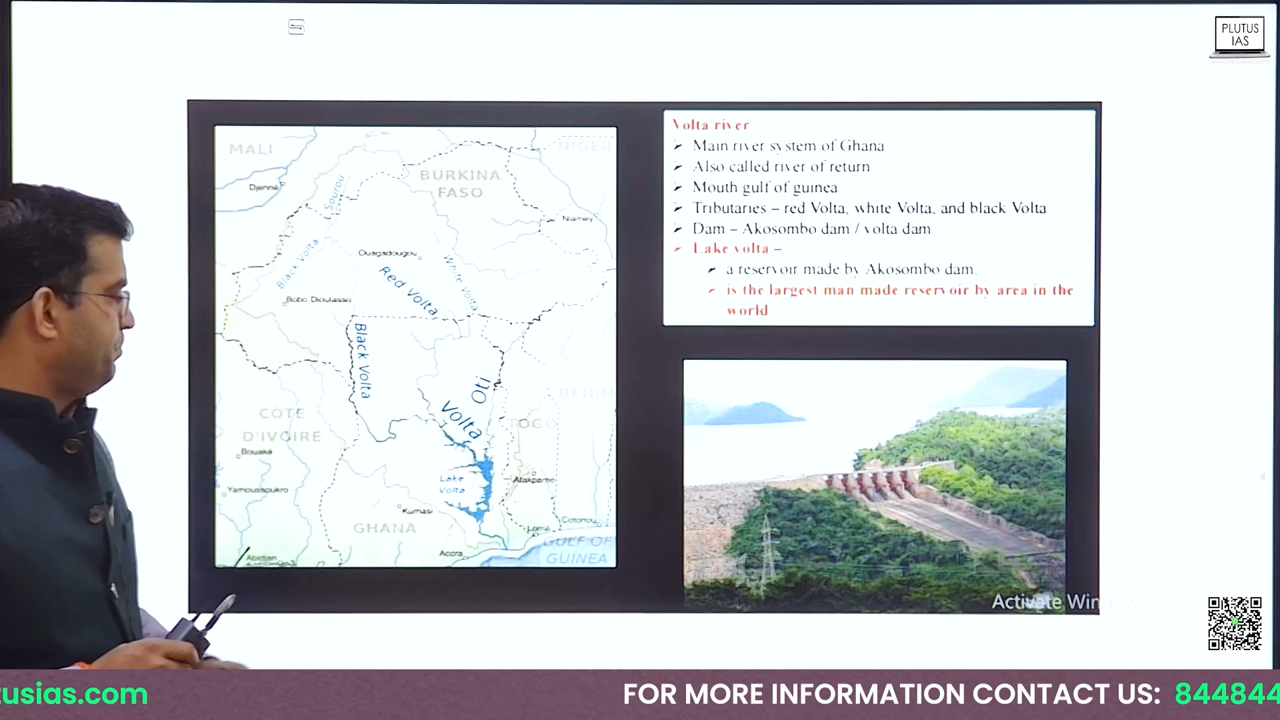 PLUTUS
IAS
Volta river
Main river system of Ghana
Also called river of return
Mouth gulf of guinea
Tributaries – red Volta, white Volta, and black Volta
Dam – Akosombo dam / volta dam
Lake volta –
a reservoir made by Akosombo dam,
is the largest man made reservoir by area in the
world
MALI
NIGER
BURKINA
FASO
Djenné
Sourou
Niamey
Black Volta
Ouagadougou
White Volta
Red Volta
Bobo Dioulasso
Black Volta
Oti
Volta
BENIN
COTE
D'IVOIRE
TOGO
Bouaké
Lake
Volta
Atakpamé
Yamoussoukro
Kumasi
GHANA
Cotonou
Lomé
Accra
GULF OF
GUINEA
Abidjan
Activate Win
tusias.com
FOR MORE INFORMATION CONTACT US: 844844